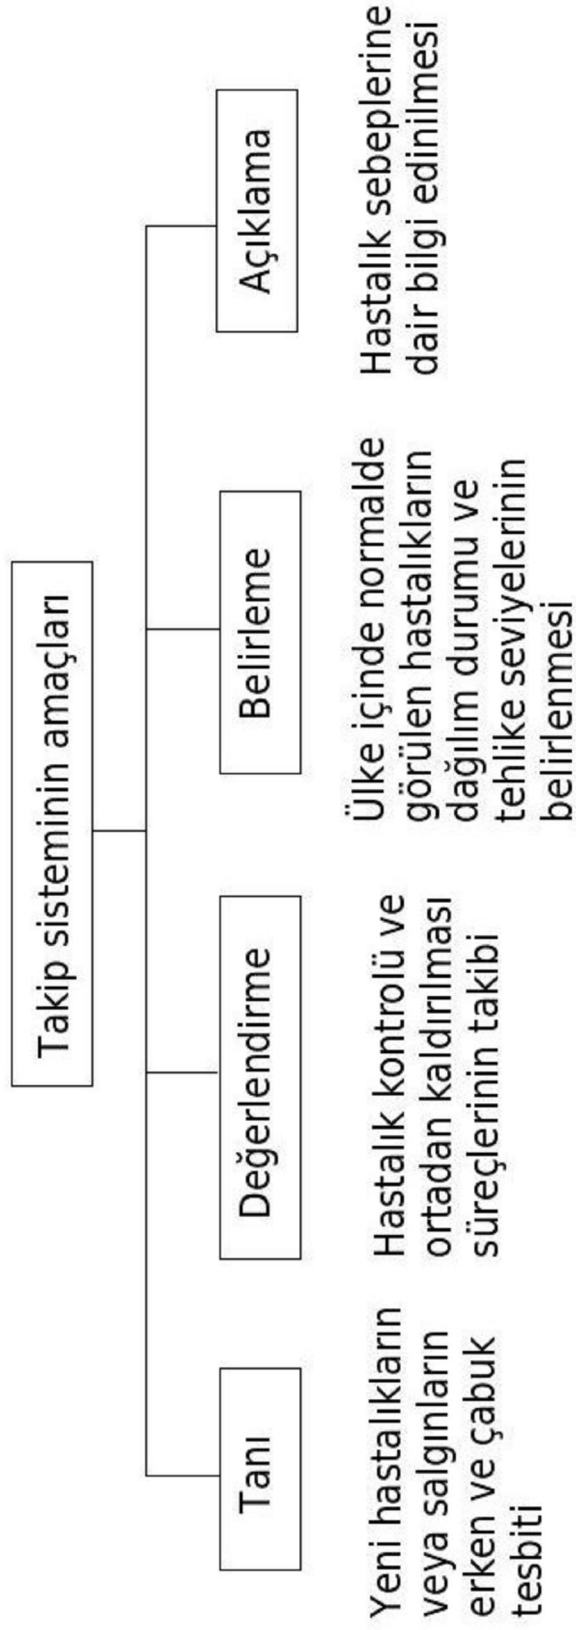 Takip sisteminin amaçları
Tanı
Yeni hastalıkların
veya salgınların
erken ve çabuk
tesbiti
Değerlendirme
Hastalık kontrolü ve
ortadan kaldırılması
süreçlerinin takibi
Belirleme
Ülke içinde normalde
görülen hastalıkların
dağılım durumu ve
tehlike seviyelerinin
belirlenmesi
Açıklama
Hastalık sebeplerine
dair bilgi edinilmesi